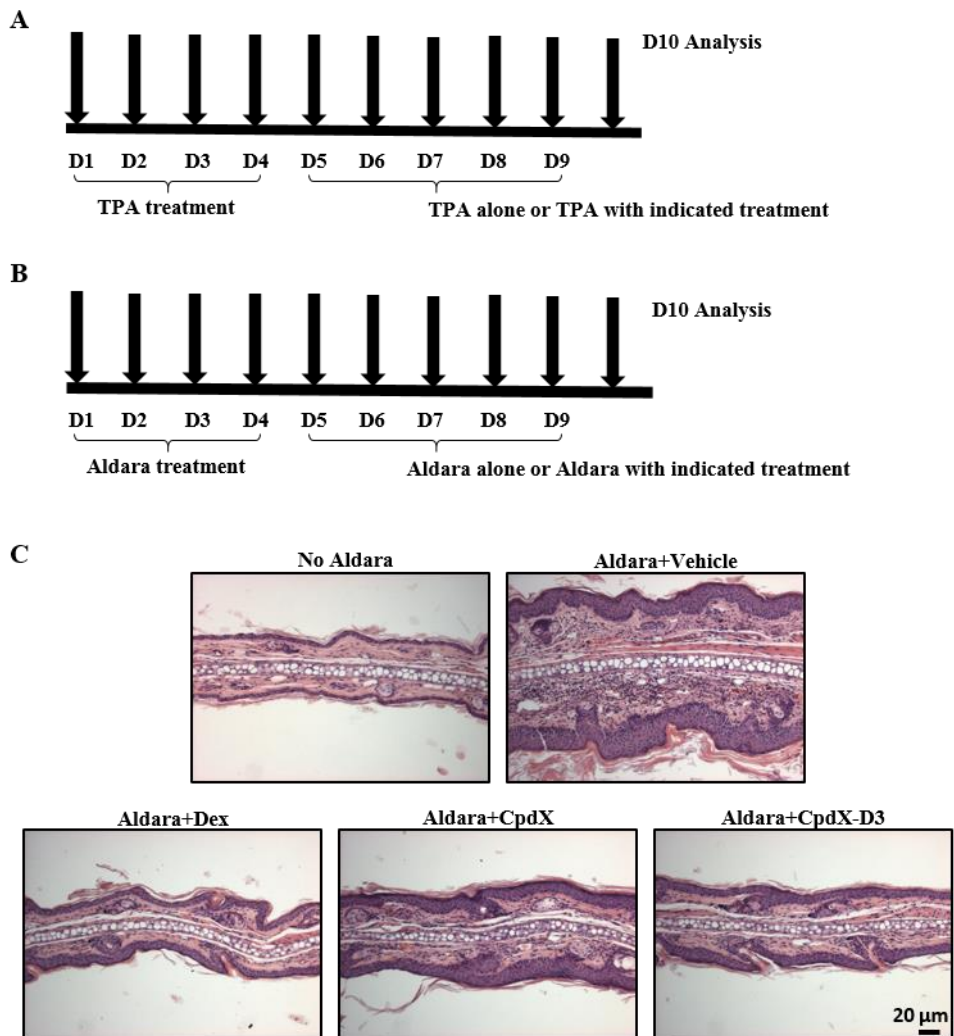 A
D10 Analysis
D1 D2 D3 D4 D5 D6 D7 D8 D9
TPA treatment
TPA alone or TPA with indicated treatment
B
D10 Analysis
D1 D2 D3 D4 D5 D6 D7 D8 D9
Aldara treatment
Aldara alone or Aldara with indicated treatment
C
No Aldara
Aldara+Vehicle
Aldara+Dex
Aldara+CpdX
Aldara+CpdX-D3
20 μm